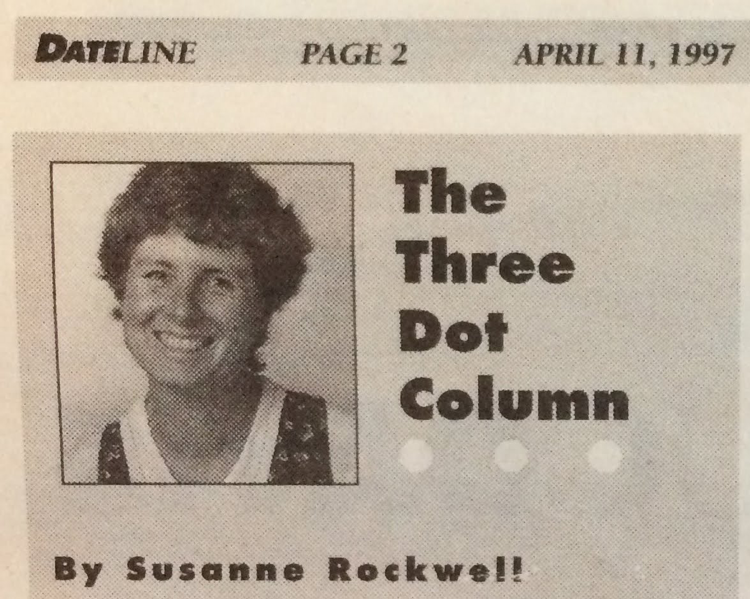 DATELINE PAGE 2 APRIL 11, 1997
The
Three
Dot
Column
By Susanne Rockwell